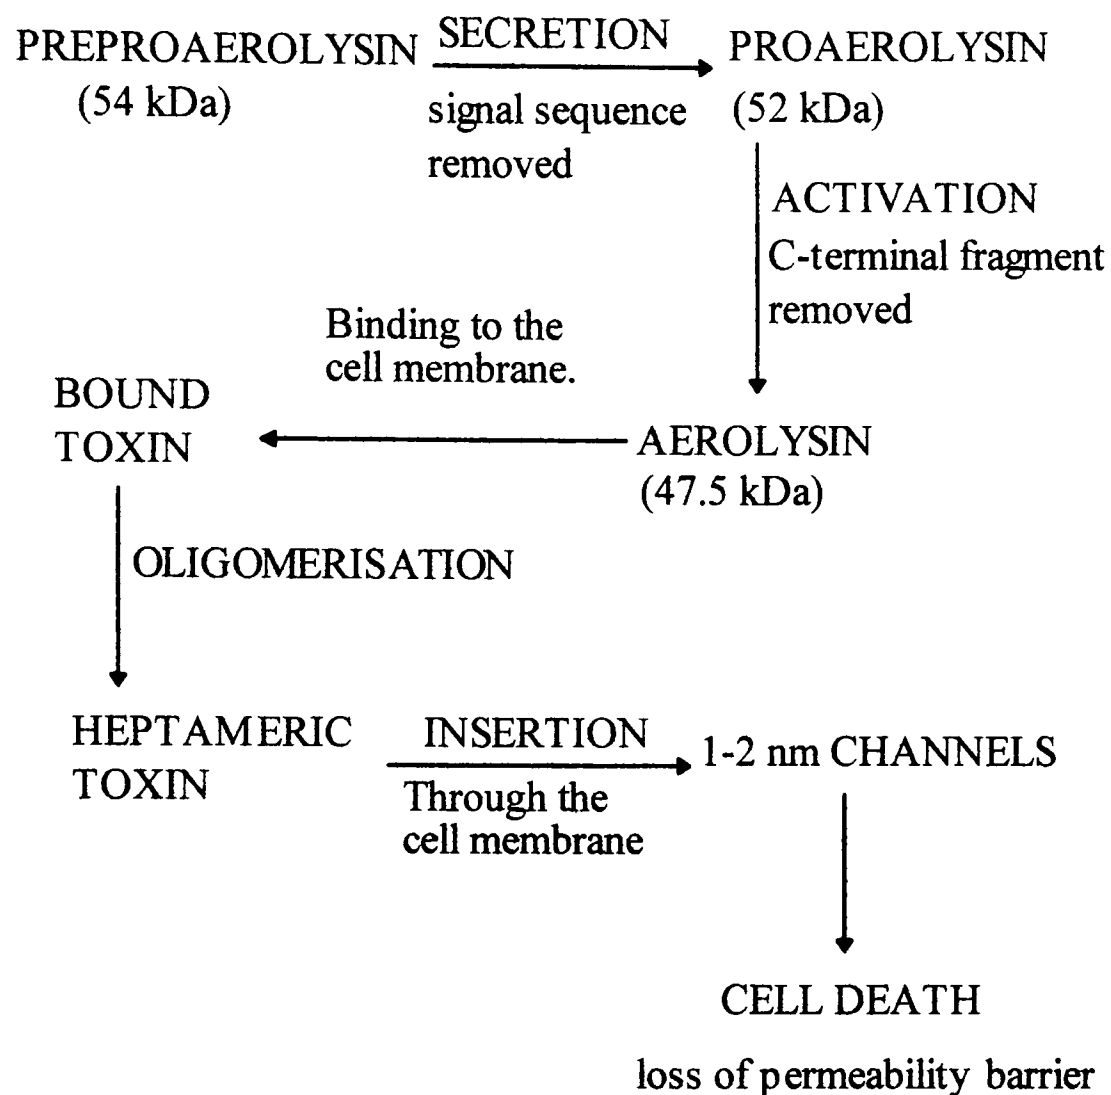 PREPROAEROLYSIN
(54 kDa)
SECRETION
signal sequence
removed
PROAEROLYSIN
(52 kDa)
ACTIVATION
C-terminal fragment
removed
AEROLYSIN
(47.5 kDa)
Binding to the
cell membrane.
BOUND
TOXIN
OLIGOMERISATION
HEPTAMERIC
TOXIN
INSERTION
Through the
cell membrane
1-2 nm CHANNELS
CELL DEATH
loss of permeability barrier